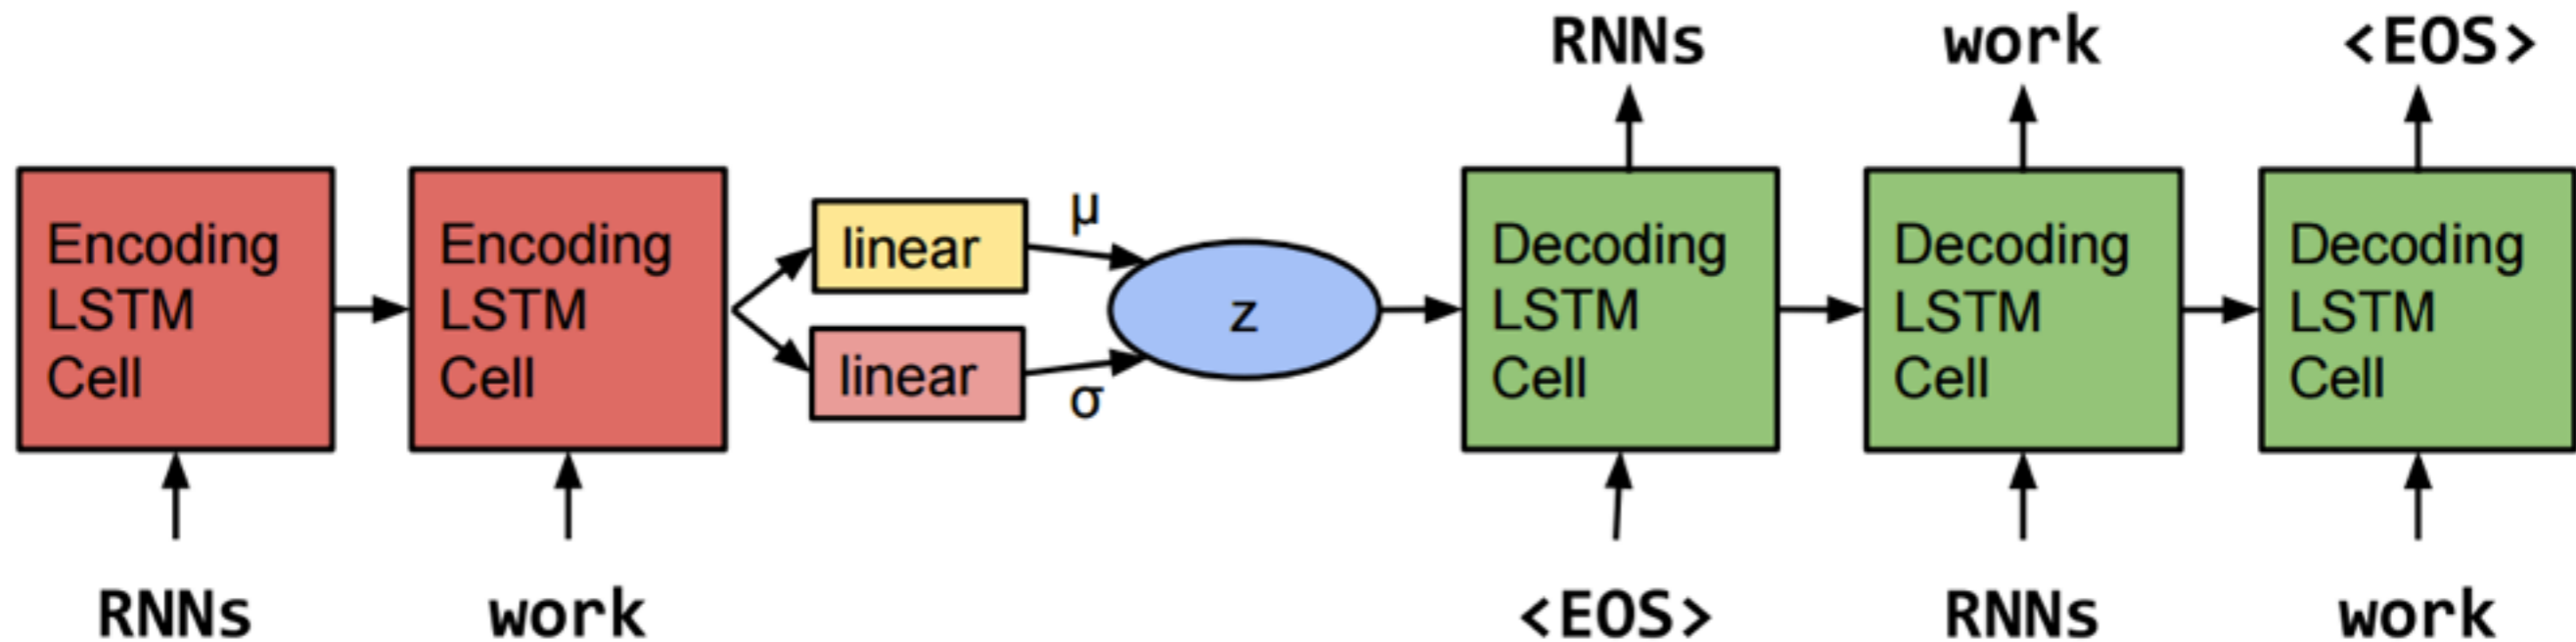 RNNs work <EOS>
Encoding
LSTM
Cell
Encoding
LSTM
Cell
linear
μ
linear
σ
z
Decoding
LSTM
Cell
Decoding
LSTM
Cell
Decoding
LSTM
Cell
RNNs work <EOS> RNNs work